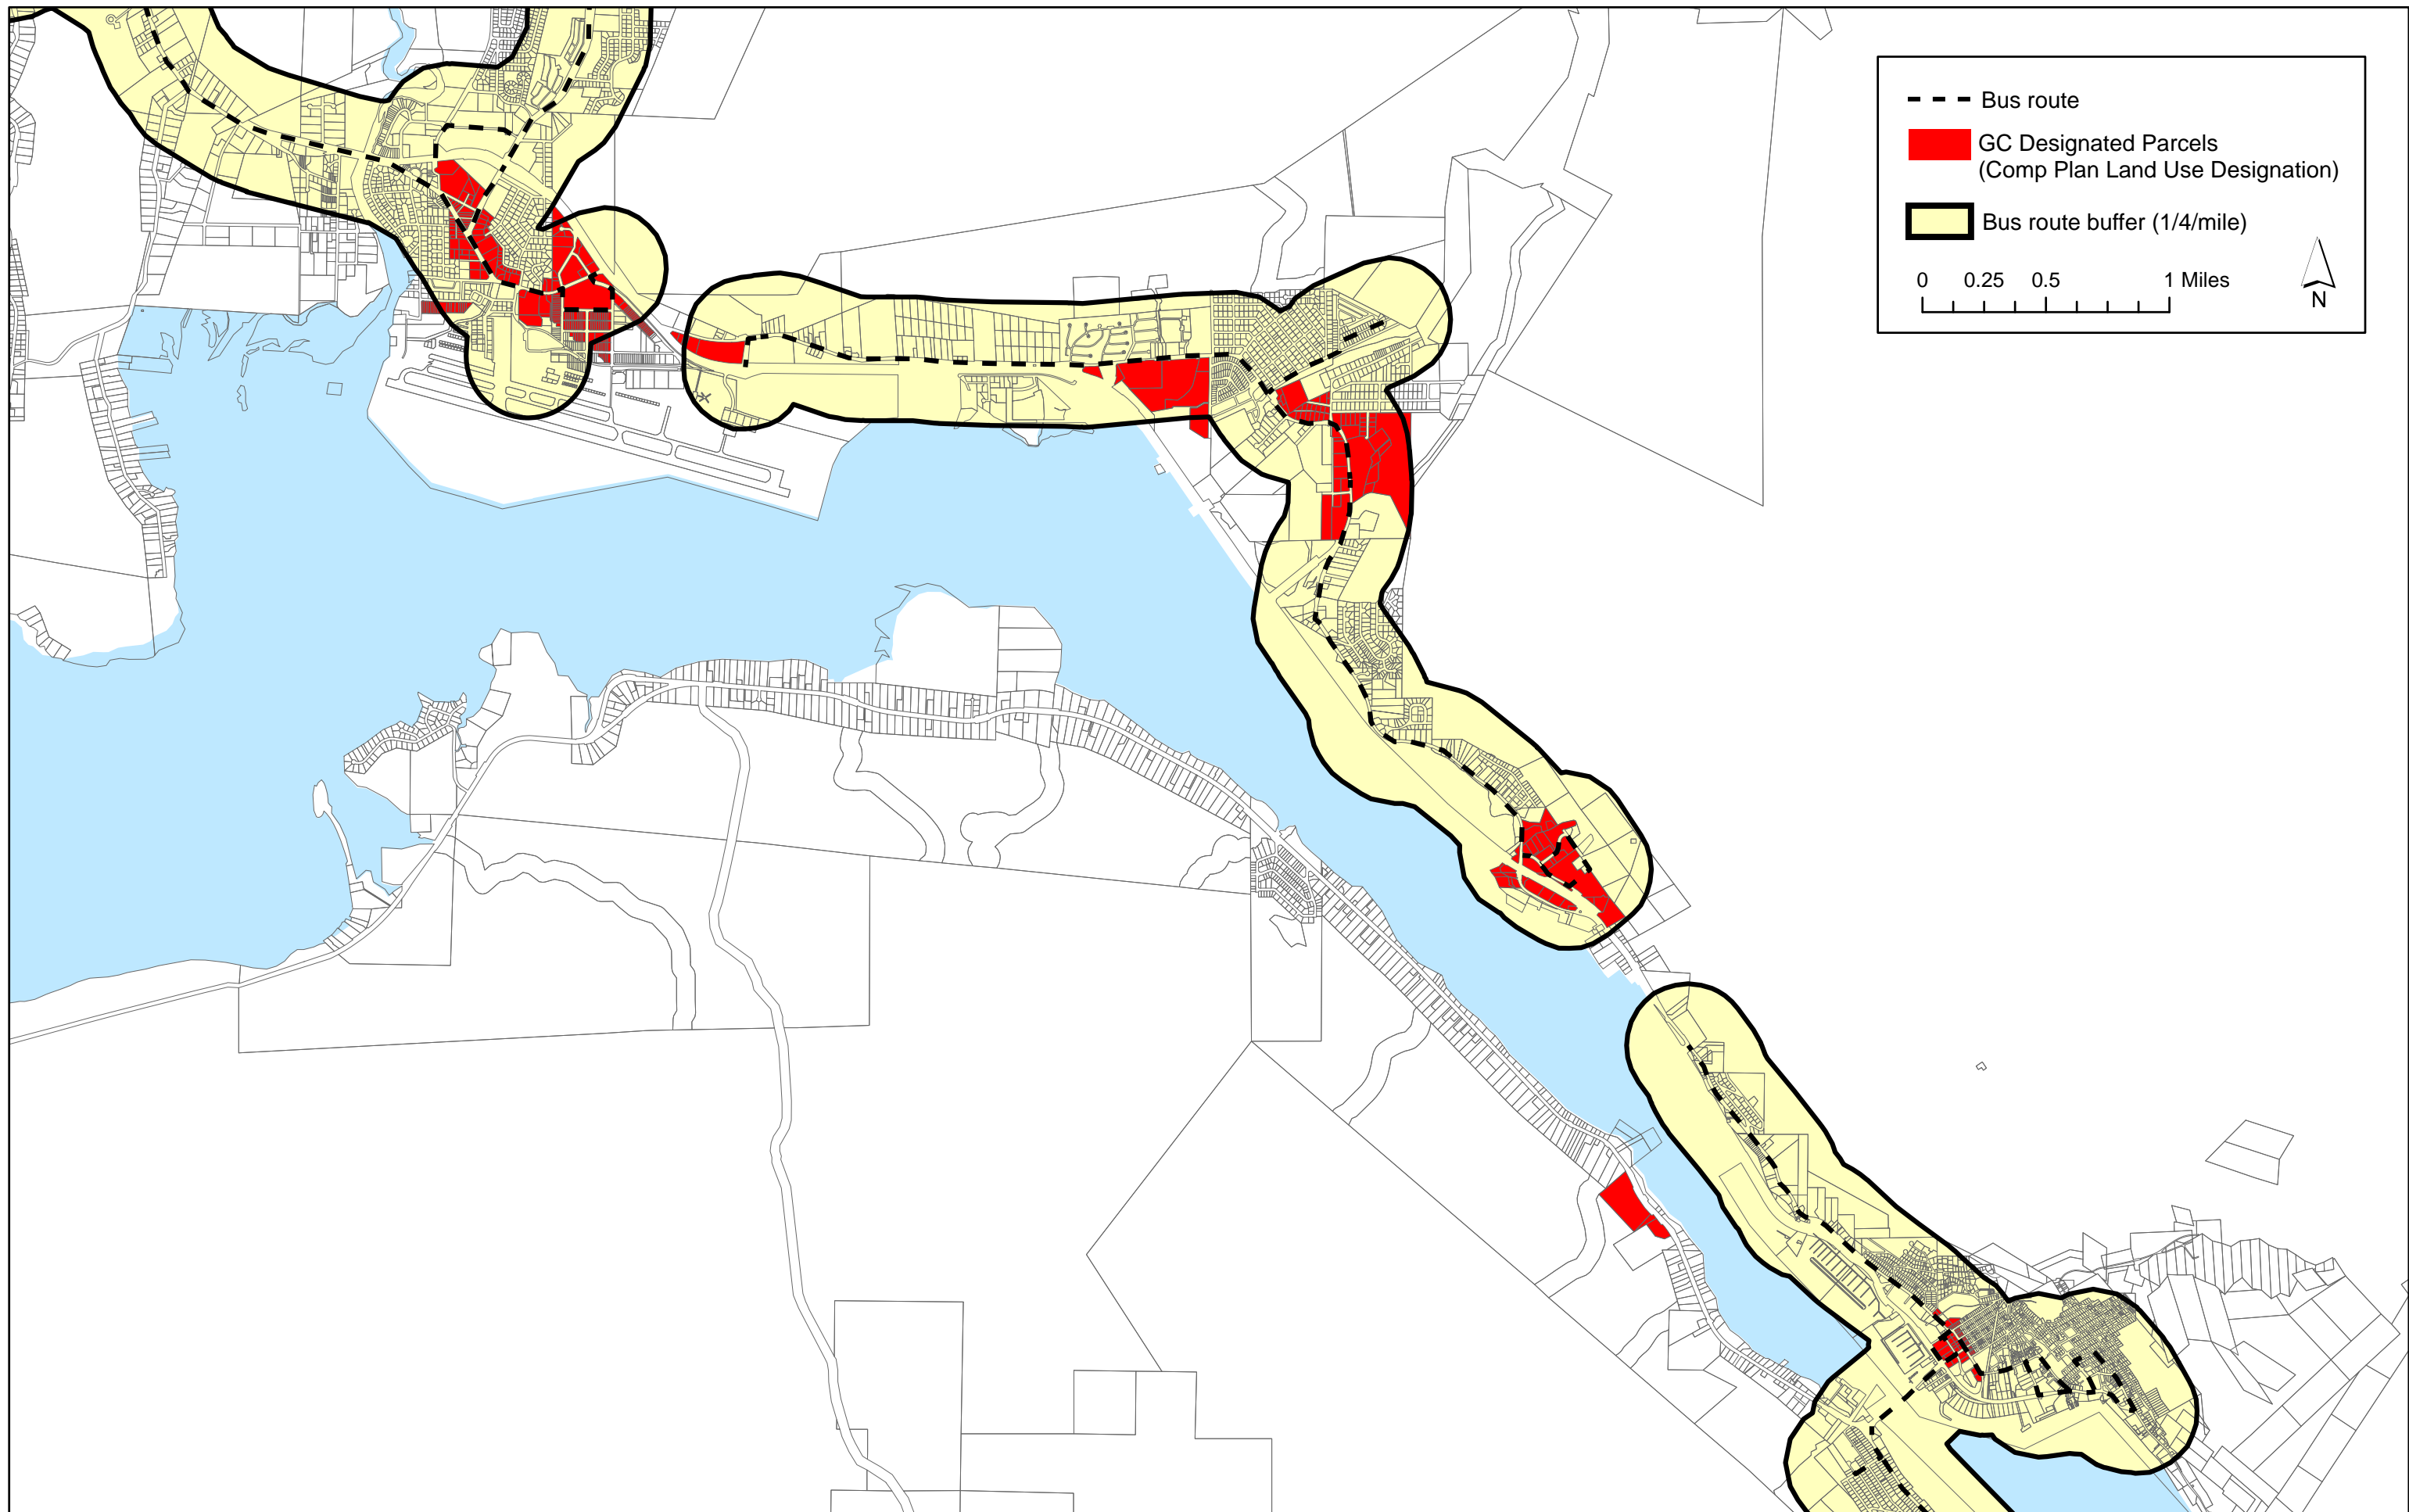 Bus route
GC Designated Parcels
(Comp Plan Land Use Designation)
Bus route buffer (1/4/mile)
0 0.25 0.5 1 Miles
N